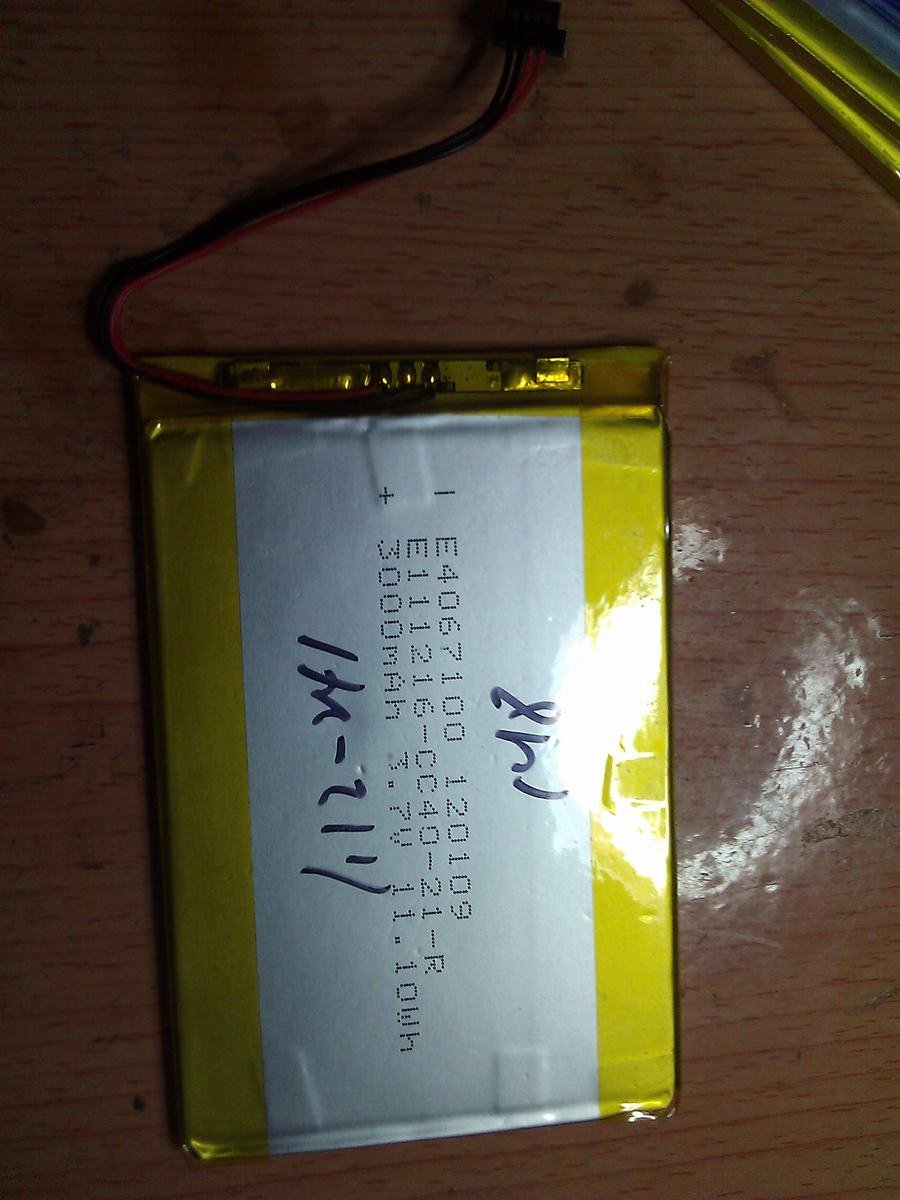 - E4067100 120109
E111216-CC40-21-R
+ 3000mAh 3.7V 11.10Wh